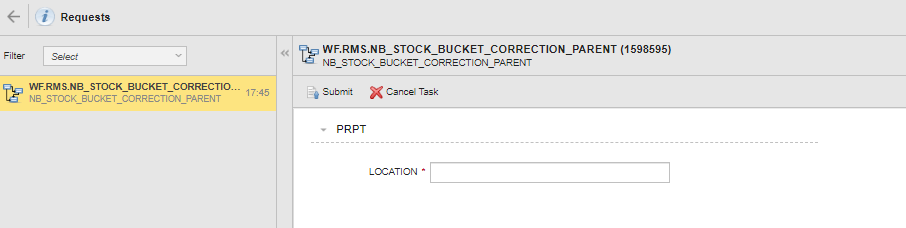 Requests
Filter
Select
WF.RMS.NB_STOCK_BUCKET_CORRECTIO... 17:45
NB_STOCK_BUCKET_CORRECTION_PARENT
WF.RMS.NB_STOCK_BUCKET_CORRECTION_PARENT (1598595)
NB_STOCK_BUCKET_CORRECTION_PARENT
Submit Cancel Task
PRPT
LOCATION *